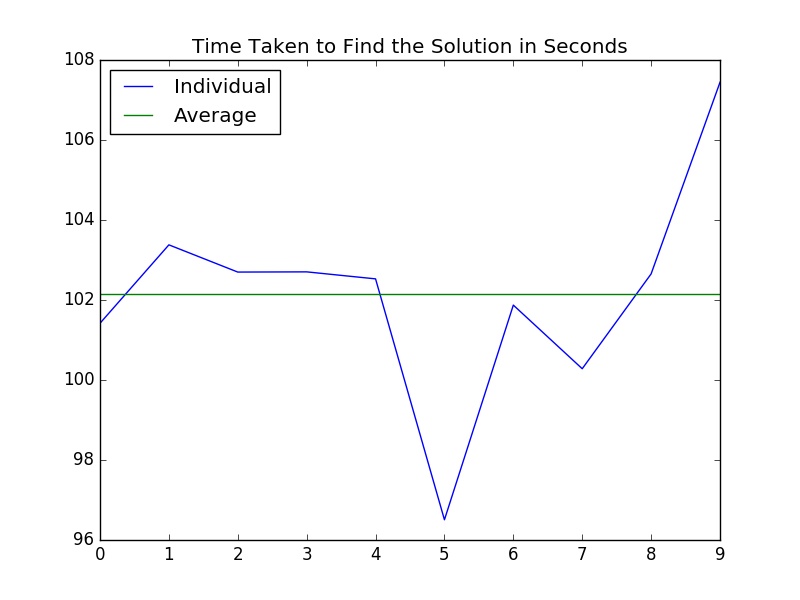 Time Taken to Find the Solution in Seconds
108
106
104
102
100
98
96
Individual
Average
0 1 2 3 4 5 6 7 8 9